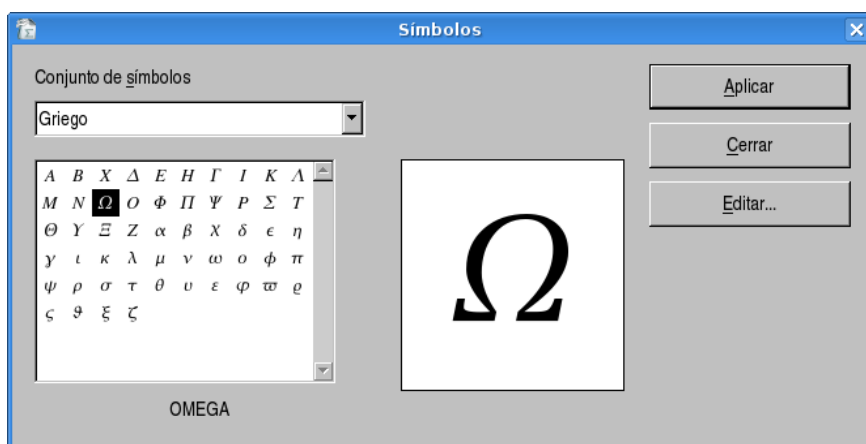 Símbolos
Conjunto de símbolos
Griego
Α Β Χ Δ Ε Η Γ Ι Κ Λ
Μ Ν Ω Ο Φ Π Ψ Ρ Σ Τ
Θ Υ Ξ Ζ α β χ δ ϵ η
γ ι κ λ μ ν ω ο ϕ π
ψ ρ σ τ θ υ ε φ ϖ ϱ
ς ϑ ξ ζ
OMEGA
Ω
Aplicar
Cerrar
Editar...